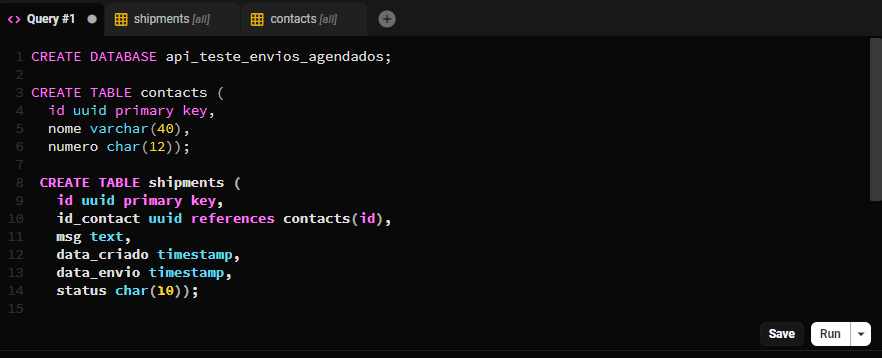 Query #1 shipments [all] contacts [all]
1 CREATE DATABASE api_teste_envios_agendados;
2
3 CREATE TABLE contacts (
4 id uuid primary key,
5 nome varchar(40),
6 numero char(12));
7
8 CREATE TABLE shipments (
9 id uuid primary key,
10 id_contact uuid references contacts(id),
11 msg text,
12 data_criado timestamp,
13 data_envio timestamp,
14 status char(10));
15
Save Run